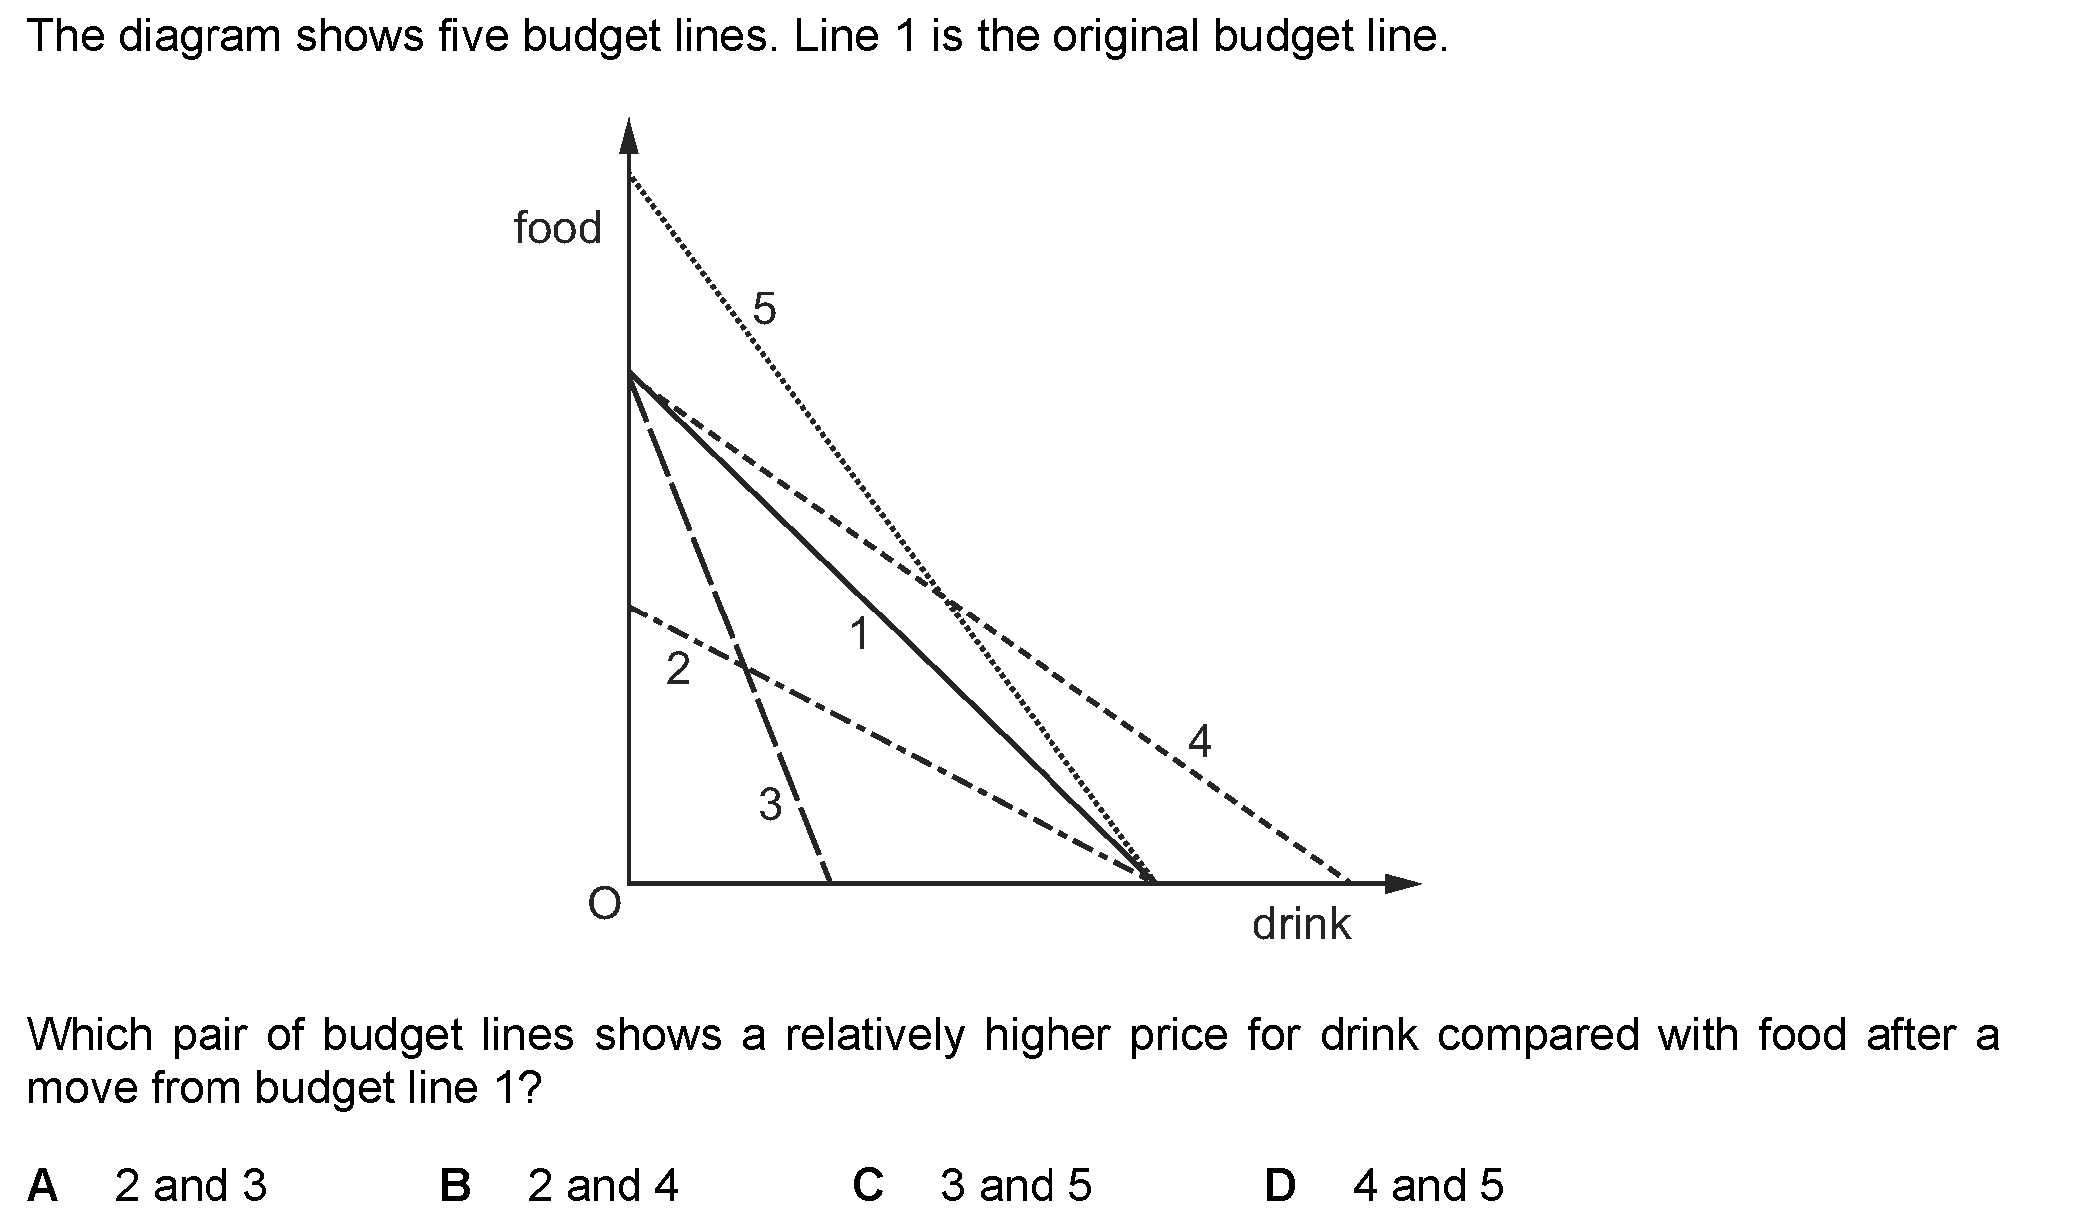 The diagram shows five budget lines. Line 1 is the original budget line.
food
5
1
2
4
3
O
drink
Which pair of budget lines shows a relatively higher price for drink compared with food after a
move from budget line 1?
A 2 and 3 B 2 and 4 C 3 and 5 D 4 and 5